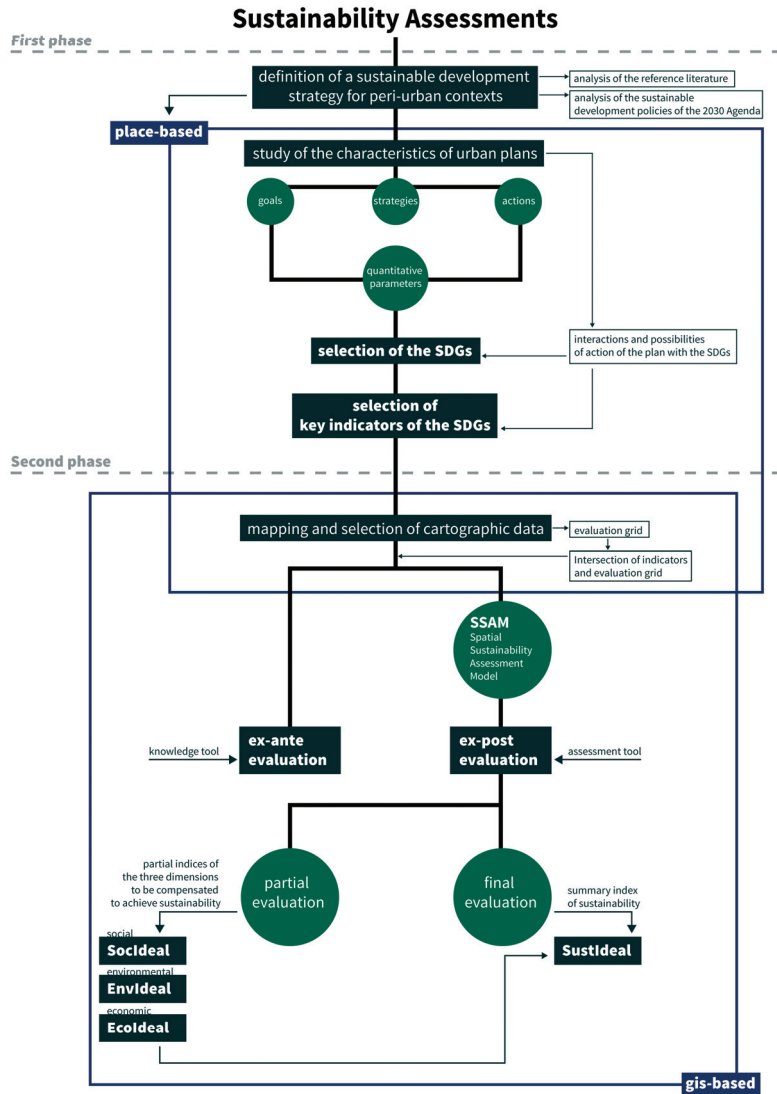 Sustainability Assessments
First phase
definition of a sustainable development
strategy for peri-urban contexts
analysis of the reference literature
analysis of the sustainable
development policies of the 2030 Agenda
place-based
study of the characteristics of urban plans
goals
strategies
actions
quantitative
parameters
selection of the SDGs
interactions and possibilities
of action of the plan with the SDGs
selection of
key indicators of the SDGs
Second phase
mapping and selection of cartographic data
evaluation grid
Intersection of indicators
and evaluation grid
SSAM
Spatial
Sustainability
Assessment
Model
knowledge tool
ex-ante
evaluation
ex-post
evaluation
assessment tool
partial indices of
the three dimensions
to be compensated
to achieve sustainability
partial
evaluation
final
evaluation
summary index
of sustainability
social
SocIdeal
environmental
EnvIdeal
economic
EcoIdeal
SustIdeal
gis-based